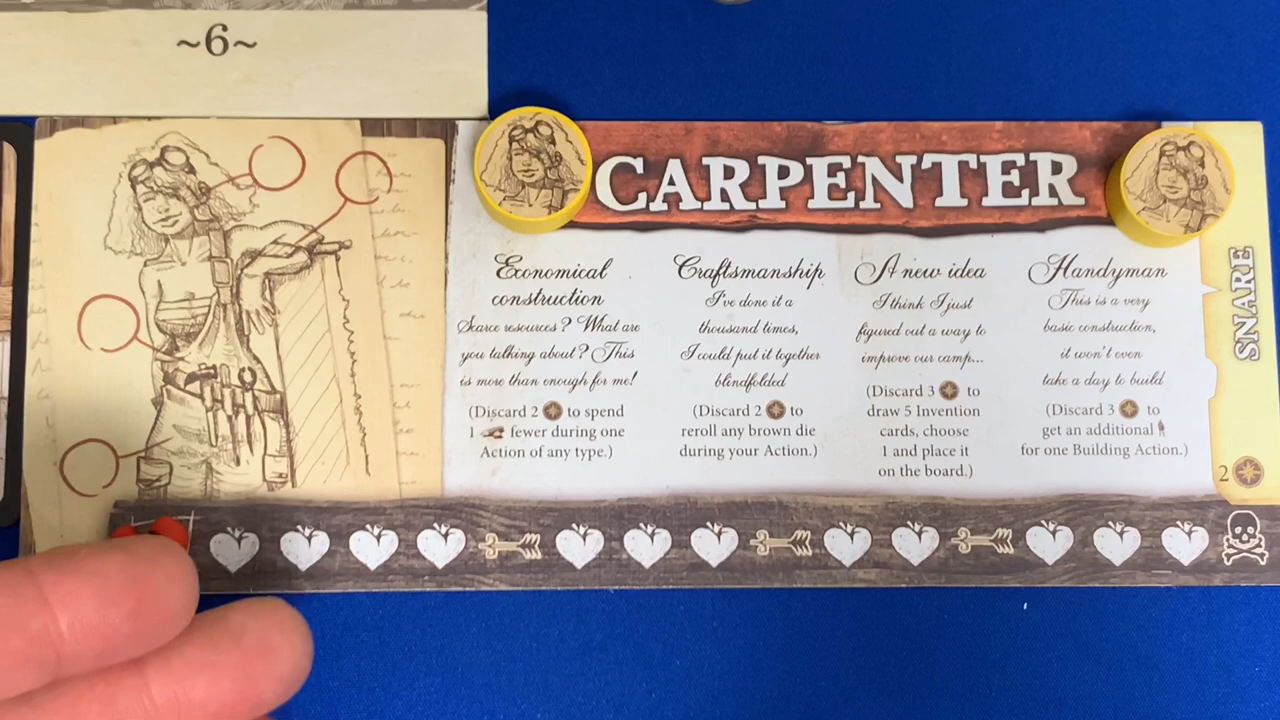 ~6~
CARPENTER
Economical
construction
Scarce resources? What are
you talking about? This
is more than enough for me!
(Discard 2 to spend
1 fewer during one
Action of any type.)
Craftsmanship
I've done it a
thousand times,
I could put it together
blindfolded
(Discard 2 to
reroll any brown die
during your Action.)
A new idea
I think I just
figured out a way to
improve our camp...
(Discard 3 to
draw 5 Invention
cards, choose
1 and place it
on the board.)
Handyman
This is a very
basic construction,
it won't even
take a day to build
(Discard 3 to
get an additional
for one Building Action.)
SNARE
2